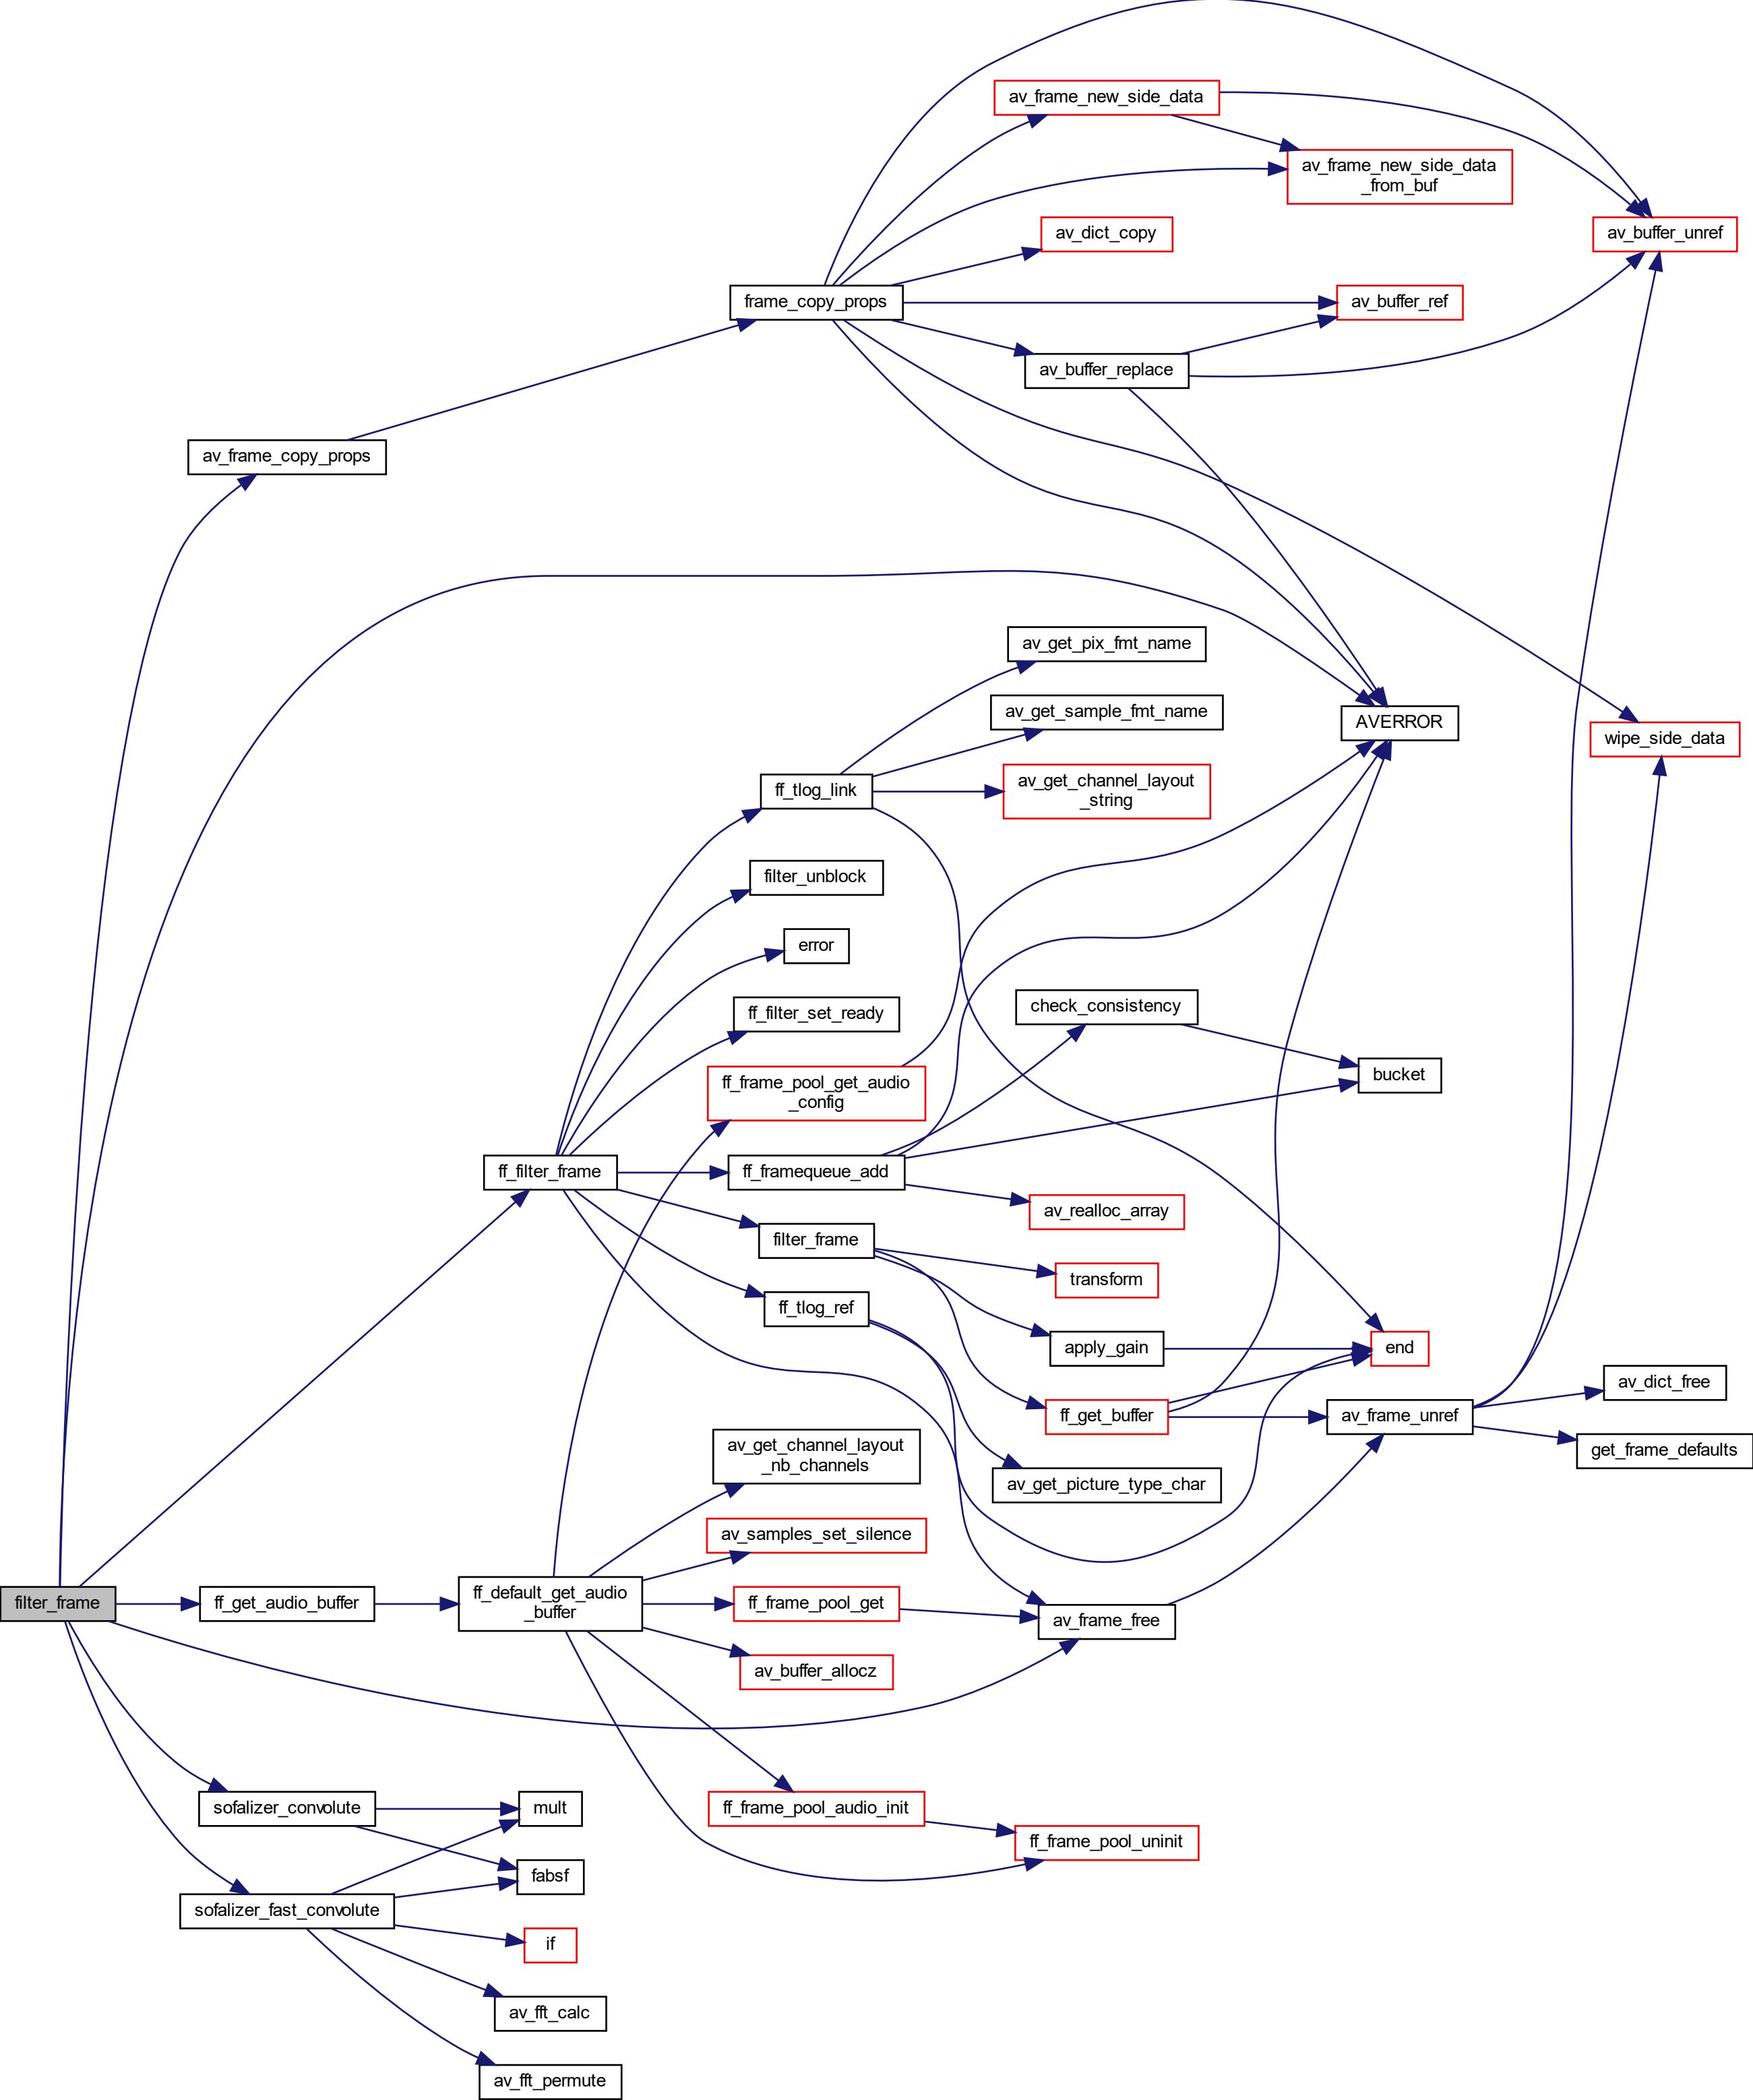 av_frame_new_side_data
av_frame_new_side_data
_from_buf
av_dict_copy
av_buffer_unref
frame_copy_props
av_buffer_ref
av_buffer_replace
av_frame_copy_props
av_get_pix_fmt_name
av_get_sample_fmt_name
AVERROR
wipe_side_data
ff_tlog_link
av_get_channel_layout
_string
filter_unblock
error
ff_filter_set_ready
check_consistency
ff_frame_pool_get_audio
_config
bucket
ff_filter_frame
ff_framequeue_add
av_realloc_array
filter_frame
transform
ff_tlog_ref
apply_gain
end
av_dict_free
ff_get_buffer
av_frame_unref
get_frame_defaults
av_get_channel_layout
_nb_channels
av_get_picture_type_char
av_samples_set_silence
filter_frame
ff_get_audio_buffer
ff_default_get_audio
_buffer
ff_frame_pool_get
av_frame_free
av_buffer_allocz
sofalizer_convolute
mult
ff_frame_pool_audio_init
ff_frame_pool_uninit
fabsf
sofalizer_fast_convolute
if
av_fft_calc
av_fft_permute